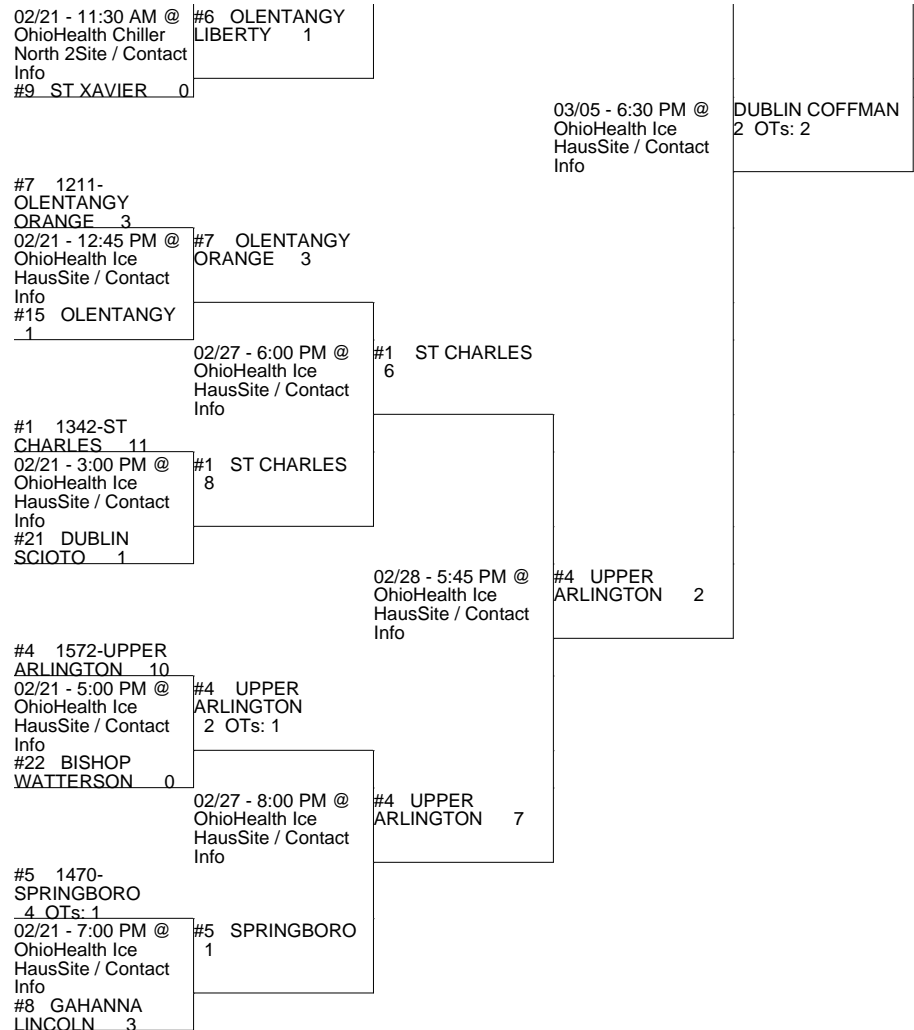 02/21 - 11:30 AM @
OhioHealth Chiller
North 2Site / Contact
Info
#9 ST XAVIER 0
#6 OLENTANGY
LIBERTY 1
03/05 - 6:30 PM @
OhioHealth Ice
HausSite / Contact
Info
DUBLIN COFFMAN
2 OTs: 2
#7 1211-
OLENTANGY
ORANGE 3
02/21 - 12:45 PM @
OhioHealth Ice
HausSite / Contact
Info
#15 OLENTANGY
1
#7 OLENTANGY
ORANGE 3
02/27 - 6:00 PM @
OhioHealth Ice
HausSite / Contact
Info
#1 ST CHARLES
6
#1 1342-ST
CHARLES 11
02/21 - 3:00 PM @
OhioHealth Ice
HausSite / Contact
Info
#21 DUBLIN
SCIOTO 1
#1 ST CHARLES
8
02/28 - 5:45 PM @
OhioHealth Ice
HausSite / Contact
Info
#4 UPPER
ARLINGTON 2
#4 1572-UPPER
ARLINGTON 10
02/21 - 5:00 PM @
OhioHealth Ice
HausSite / Contact
Info
#22 BISHOP
WATTERSON 0
#4 UPPER
ARLINGTON
2 OTs: 1
02/27 - 8:00 PM @
OhioHealth Ice
HausSite / Contact
Info
#4 UPPER
ARLINGTON 7
#5 1470-
SPRINGBORO
4 OTs: 1
02/21 - 7:00 PM @
OhioHealth Ice
HausSite / Contact
Info
#8 GAHANNA
LINCOLN 3
#5 SPRINGBORO
1